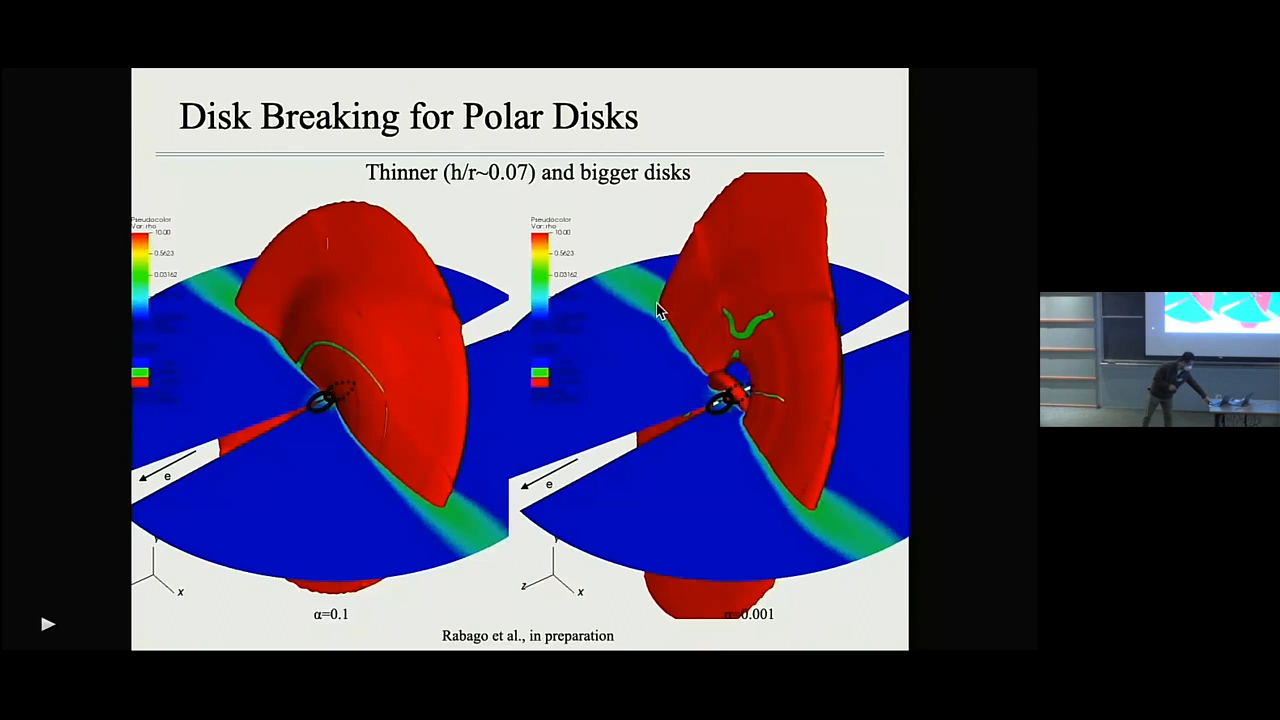 Disk Breaking for Polar Disks
Thinner (h/r~0.07) and bigger disks
Pseudocolor
Var: rho
10.00
0.5623
0.03162
Pseudocolor
Var: rho
10.00
0.5623
0.03162
e
e
x
z
x
α=0.1
α=0.001
Rabago et al., in preparation